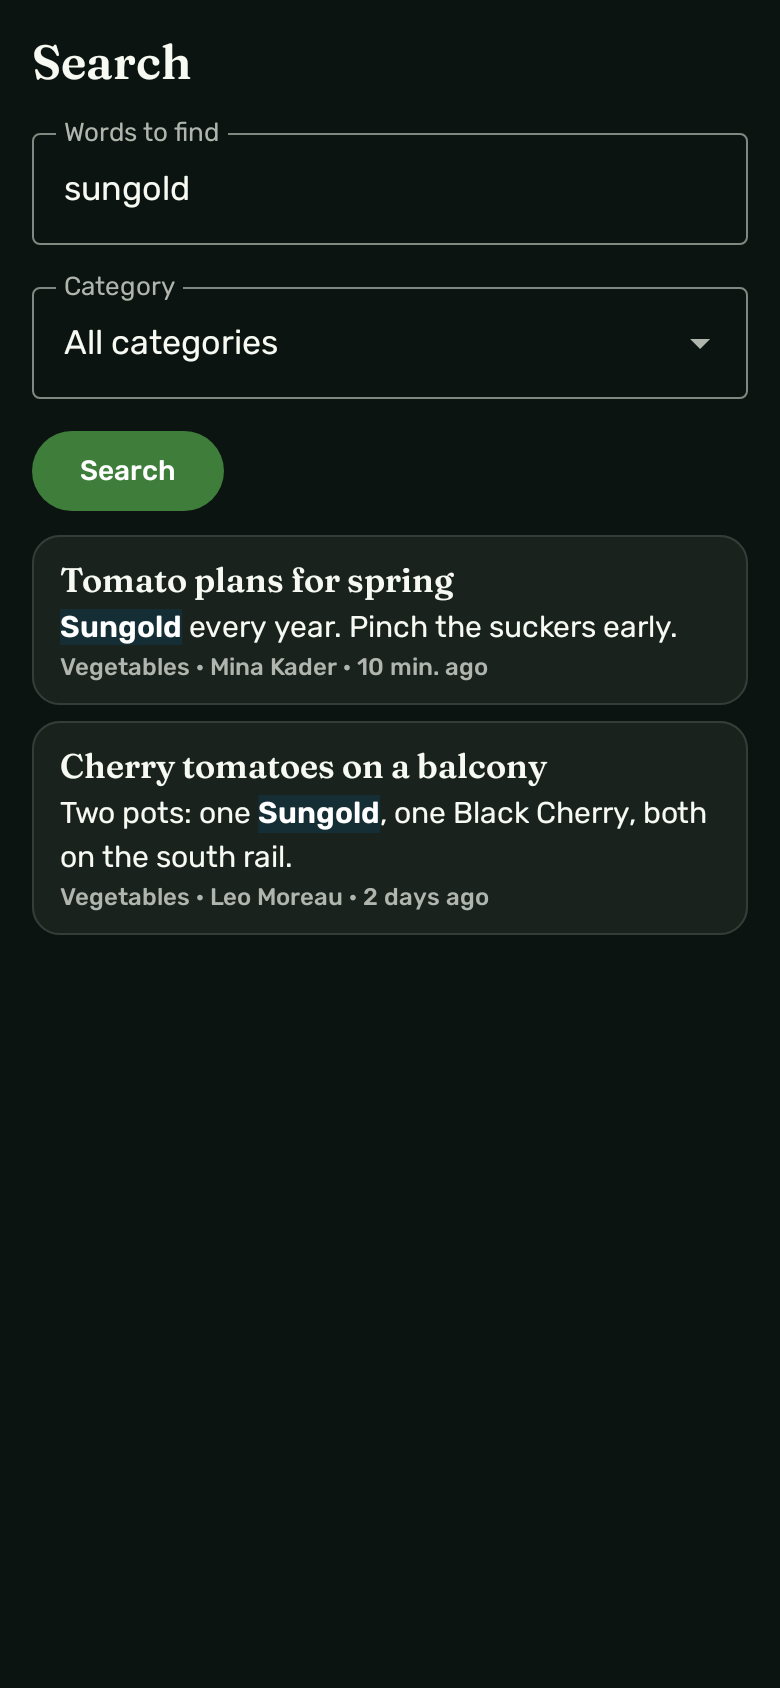 Search
Words to find
sungold
Category
All categories
Search
Tomato plans for spring
Sungold every year. Pinch the suckers early.
Vegetables • Mina Kader • 10 min. ago
Cherry tomatoes on a balcony
Two pots: one Sungold, one Black Cherry, both
on the south rail.
Vegetables • Leo Moreau • 2 days ago